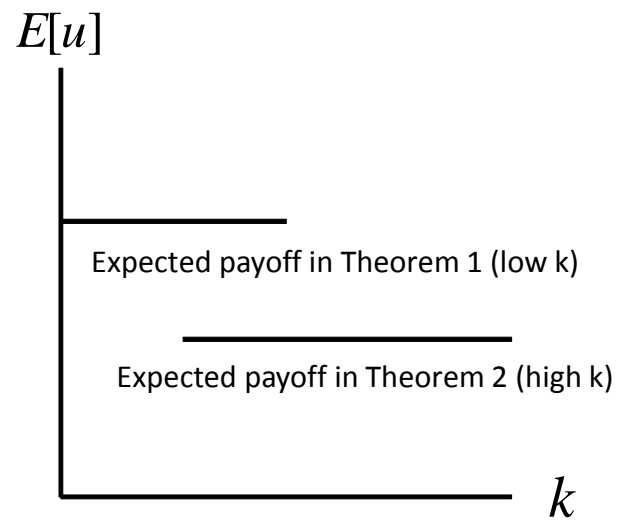 E[u]
Expected payoff in Theorem 1 (low k)
Expected payoff in Theorem 2 (high k)
k